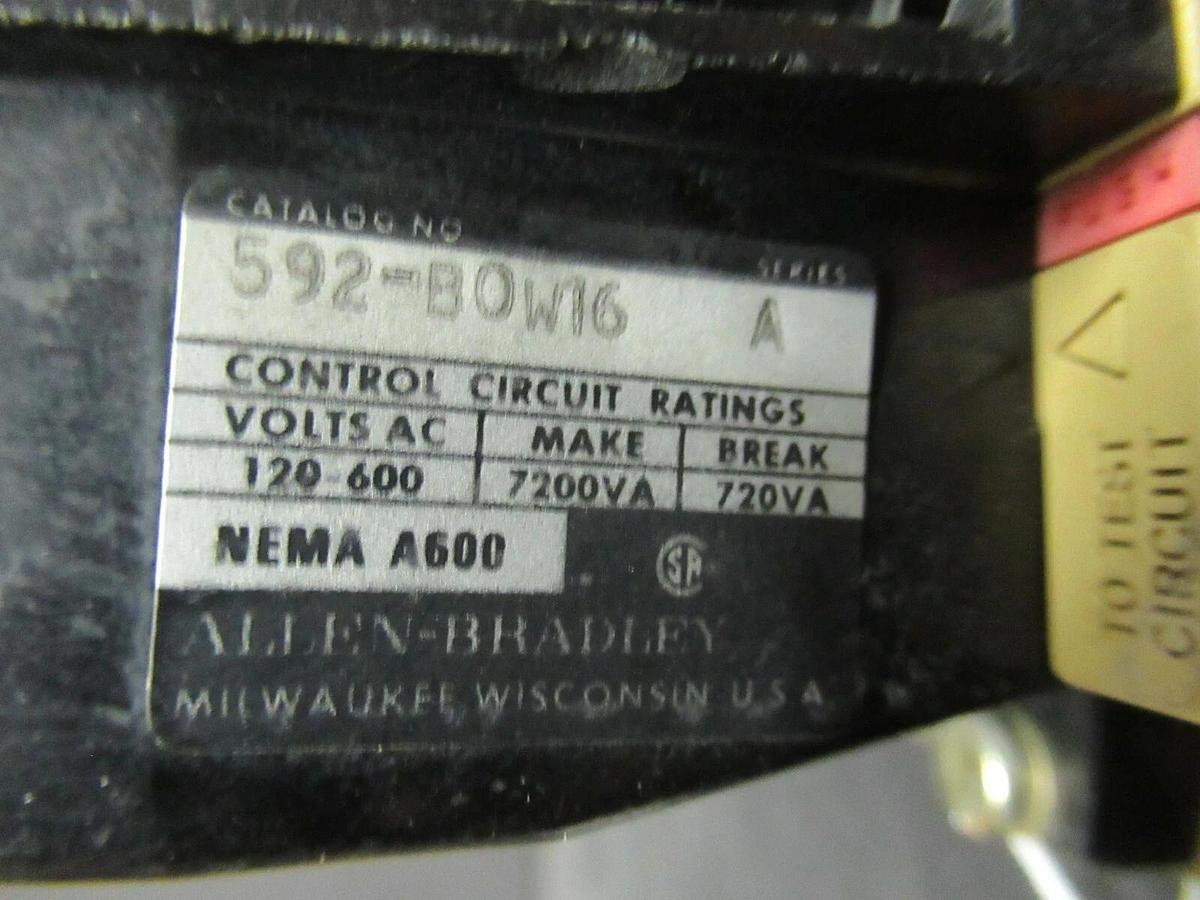 CATALOG NO
SERIES
592-BOW16 A
CONTROL CIRCUIT RATINGS
VOLTS AC MAKE BREAK
120-600 7200VA 720VA
NEMA A600
SA
ALLEN-BRADLEY
MILWAUKEE WISCONSIN U.S.A.
TO TEST
CIRCUIT